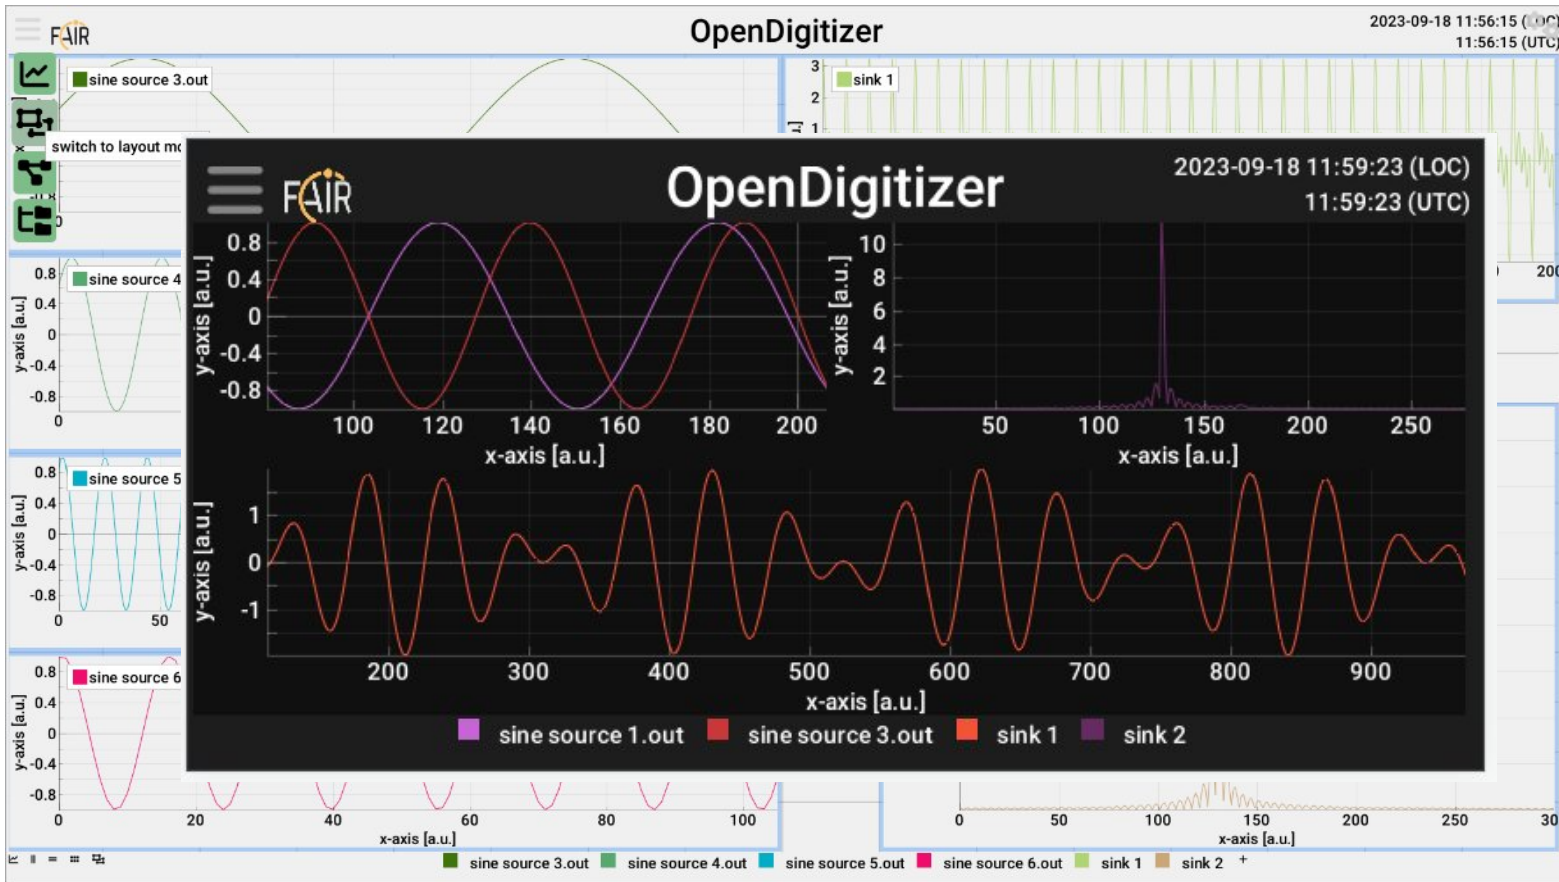 FAIR
OpenDigitizer
2023-09-18 11:56:15 (LOC)
11:56:15 (UTC)
sine source 3.out
switch to layout mo
0
3
2
1
sink 1
200
0.8
0.4
0
-0.4
-0.8
y-axis [a.u.]
sine source 4
0
0.8
0.4
0
-0.4
-0.8
y-axis [a.u.]
sine source 5
0 50
0.8
0.4
0
-0.4
-0.8
y-axis [a.u.]
sine source 6
0 20 40 60 80 100
x-axis [a.u.]
0 50 100 150 200 250 30
x-axis [a.u.]
sine source 3.out sine source 4.out sine source 5.out sine source 6.out sink 1 sink 2 +
FAIR
OpenDigitizer
2023-09-18 11:59:23 (LOC)
11:59:23 (UTC)
0.8
0.4
0
-0.4
-0.8
y-axis [a.u.]
100 120 140 160 180 200
x-axis [a.u.]
10
8
6
4
2
y-axis [a.u.]
50 100 150 200 250
x-axis [a.u.]
1
0
-1
y-axis [a.u.]
200 300 400 500 600 700 800 900
x-axis [a.u.]
sine source 1.out sine source 3.out sink 1 sink 2